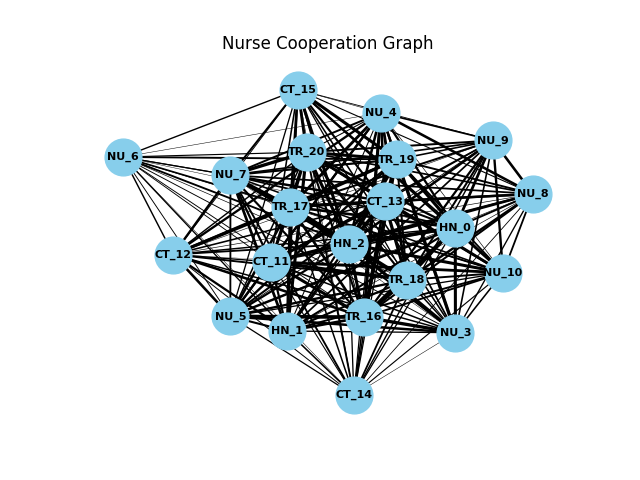 Nurse Cooperation Graph
CT_15
NU_4
NU_9
TR_20
NU_6
TR_19
NU_7
NU_8
CT_13
TR_17
HN_0
HN_2
CT_12
CT_11
NU_10
TR_18
NU_5
TR_16
HN_1
NU_3
CT_14